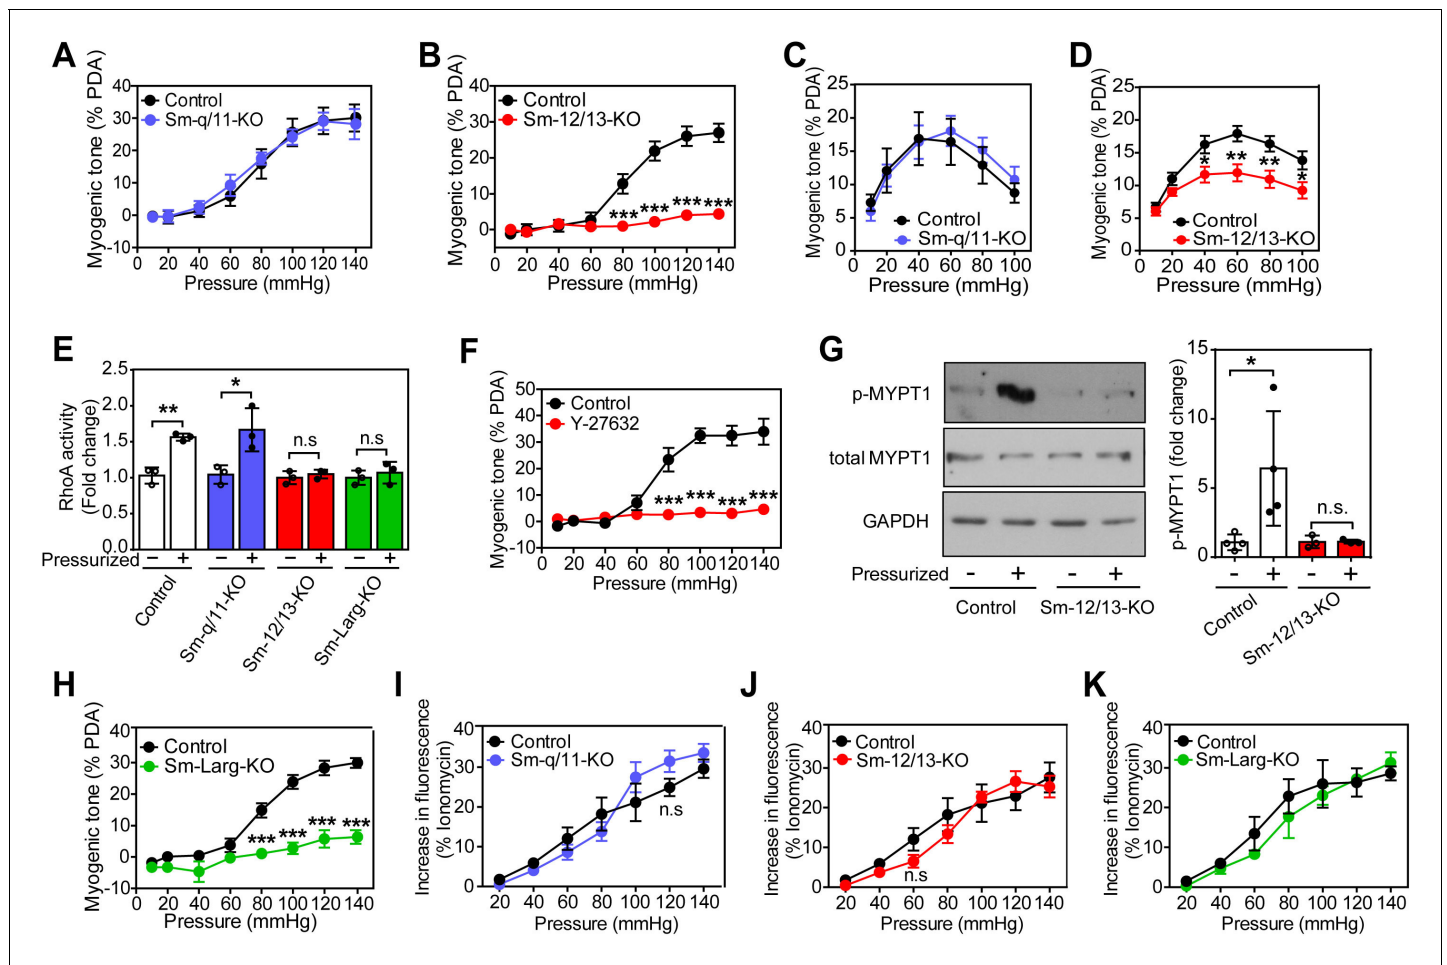 A
Myogenic tone (% PDA)
40
30
20
10
0
-10
Control
Sm-q/11-KO
0 20 40 60 80 100 120 140
Pressure (mmHg)
B
Myogenic tone (% PDA)
40
30
20
10
0
Control
Sm-12/13-KO
*** *** *** ***
0 20 40 60 80 100 120 140
Pressure (mmHg)
C
Myogenic tone (% PDA)
25
20
15
10
5
0
Control
Sm-q/11-KO
0 20 40 60 80 100
Pressure (mmHg)
D
Myogenic tone (% PDA)
25
20
15
10
5
0
* ** ** *
Control
Sm-12/13-KO
0 20 40 60 80 100
Pressure (mmHg)
E
RhoA activity
(Fold change)
2.5
2.0
1.5
1.0
0.5
0.0
** * n.s n.s
Pressurized − + − + − + − +
Control
Sm-q/11-KO
Sm-12/13-KO
Sm-Larg-KO
F
Myogenic tone (% PDA)
50
40
30
20
10
0
-10
Control
Y-27632
*** *** *** ***
0 20 40 60 80 100 120 140
Pressure (mmHg)
G
p-MYPT1
total MYPT1
GAPDH
Pressurized - + - +
Control Sm-12/13-KO
p-MYPT1 (fold change)
15
10
5
0
* n.s.
- + - +
Control
Sm-12/13-KO
H
Myogenic tone (% PDA)
40
30
20
10
0
-10
Control
Sm-Larg-KO
*** *** *** ***
0 20 40 60 80 100 120 140
Pressure (mmHg)
I
Increase in fluorescence
(% Ionomycin)
40
30
20
10
0
Control
Sm-q/11-KO
n.s
20 40 60 80 100 120 140
Pressure (mmHg)
J
Increase in fluorescence
(% Ionomycin)
40
30
20
10
0
Control
Sm-12/13-KO
n.s
20 40 60 80 100 120 140
Pressure (mmHg)
K
Increase in fluorescence
(% Ionomycin)
40
30
20
10
0
Control
Sm-Larg-KO
20 40 60 80 100 120 140
Pressure (mmHg)